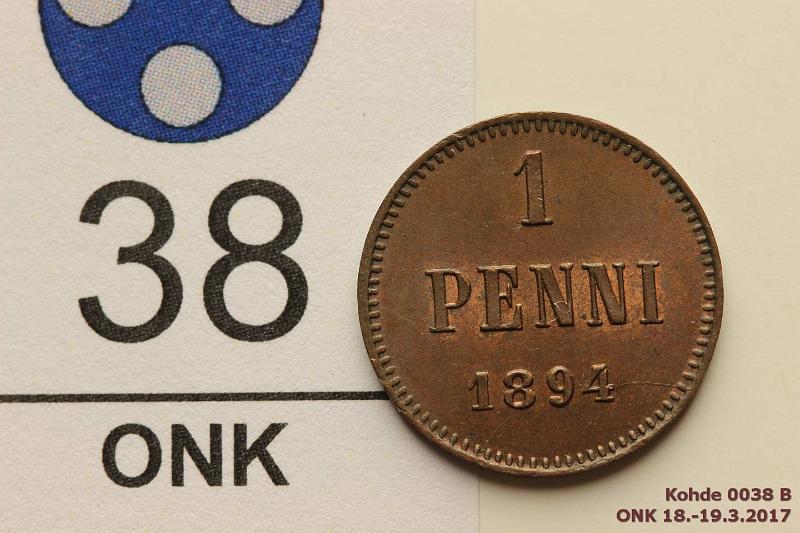 38
ONK
1
PENNI
1894
Kohde 0038 B
ONK 18.-19.3.2017